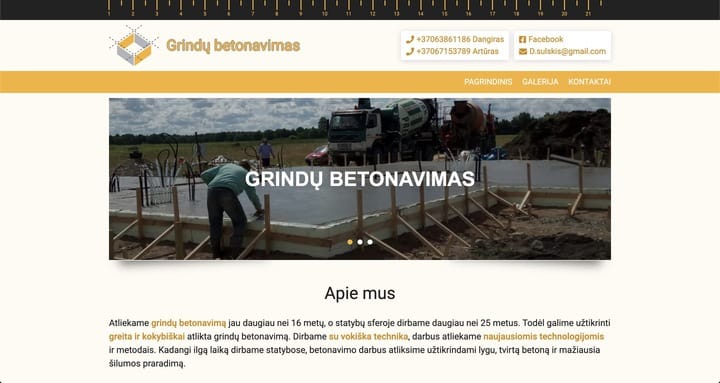 1 2 3 4 5 6 7 8 9 10 11 12 13 14 15 16 17 18 19 20 21
Grindų betonavimas
+37063861186 Dangiras
+37067153789 Artūras
Facebook
D.sulskis@gmail.com
PAGRINDINIS GALERIJA KONTAKTAI
GRINDŲ BETONAVIMAS
Apie mus
Atliekame grindų betonavimą jau daugiau nei 16 metų, o statybų sferoje dirbame daugiau nei 25 metus. Todėl galime užtikrinti
greita ir kokybiškai atlikta grindų betonavimą. Dirbame su vokiška technika, darbus atliekame naujausiomis technologijomis
ir metodais. Kadangi ilgą laiką dirbame statybose, betonavimo darbus atliksime užtikrindami lygu, tvirtą betoną ir mažiausia
šilumos praradimą.